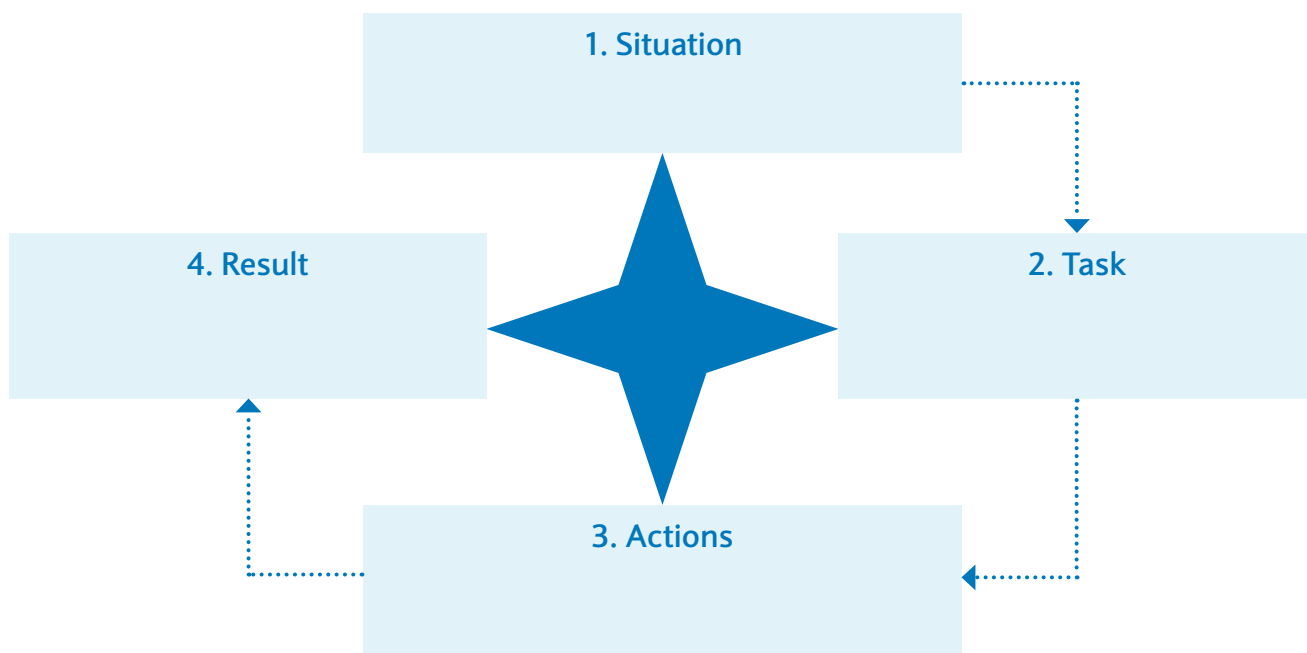 1. Situation
4. Result
2. Task
3. Actions